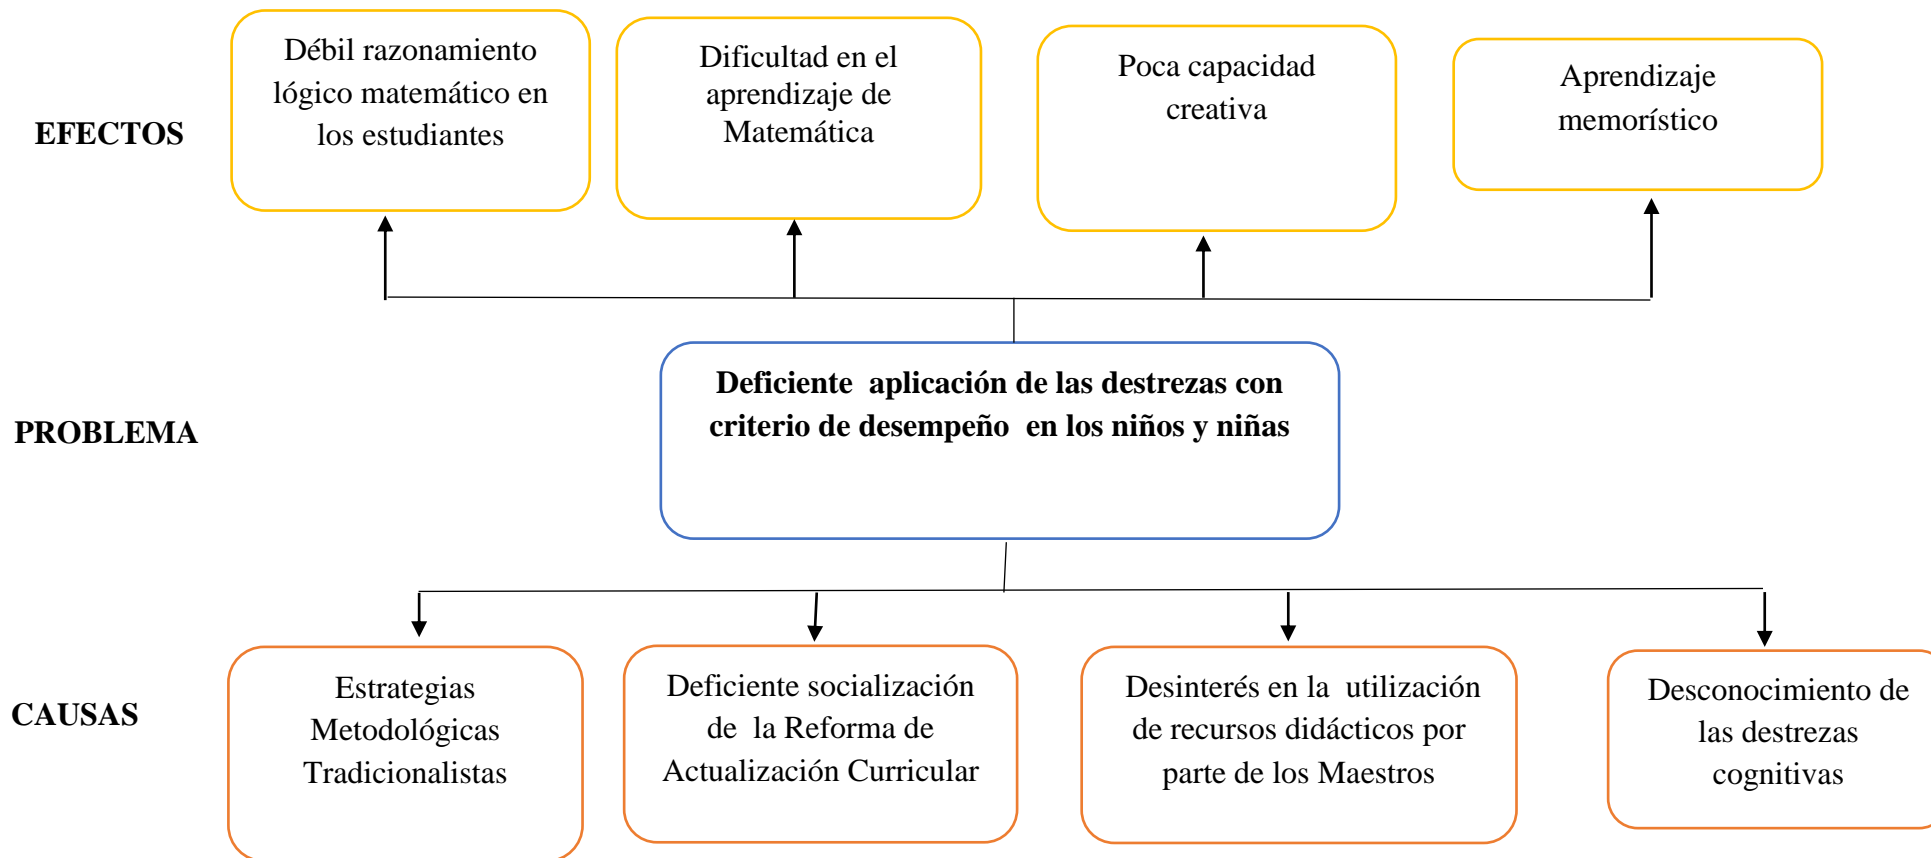 EFECTOS
Débil razonamiento
lógico matemático en
los estudiantes
Dificultad en el
aprendizaje de
Matemática
Poca capacidad
creativa
Aprendizaje
memorístico
PROBLEMA
Deficiente  aplicación de las destrezas con
criterio de desempeño  en los niños y niñas
CAUSAS
Estrategias
Metodológicas
Tradicionalistas
Deficiente socialización
de  la Reforma de
Actualización Curricular
Desinterés en la  utilización
de recursos didácticos por
parte de los Maestros
Desconocimiento de
las destrezas
cognitivas